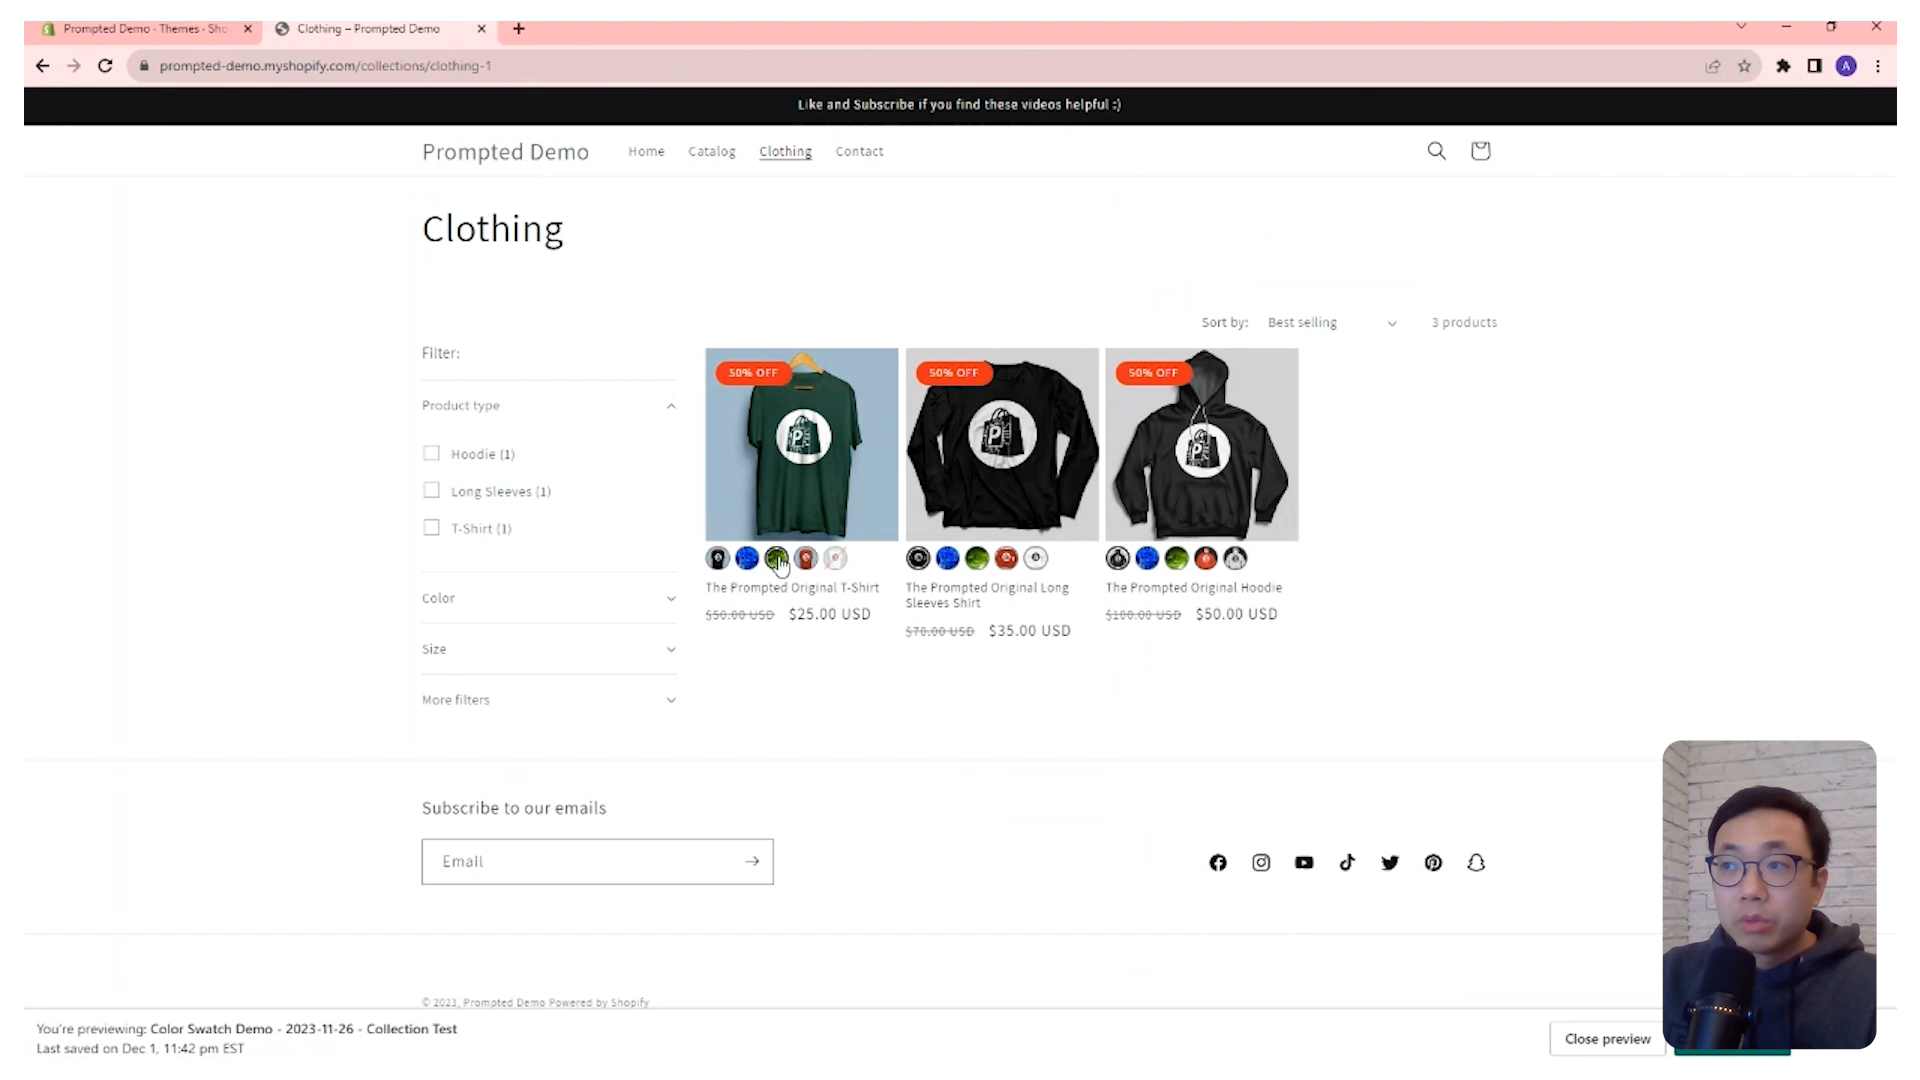 Prompted Demo · Themes · Sho
Clothing – Prompted Demo
prompted-demo.myshopify.com/collections/clothing-1
A
Like and Subscribe if you find these videos helpful :)
Prompted Demo
Home
Catalog
Clothing
Contact
Clothing
Sort by:
Best selling
3 products
Filter:
Product type
Hoodie (1)
Long Sleeves (1)
T-Shirt (1)
Color
Size
More filters
50% OFF
P
The Prompted Original T-Shirt
$50.00 USD $25.00 USD
50% OFF
P
The Prompted Original Long
Sleeves Shirt
$70.00 USD $35.00 USD
50% OFF
P
The Prompted Original Hoodie
$100.00 USD $50.00 USD
Subscribe to our emails
Email
© 2023, Prompted Demo Powered by Shopify
You're previewing: Color Swatch Demo - 2023-11-26 - Collection Test
Last saved on Dec 1, 11:42 pm EST
Close preview